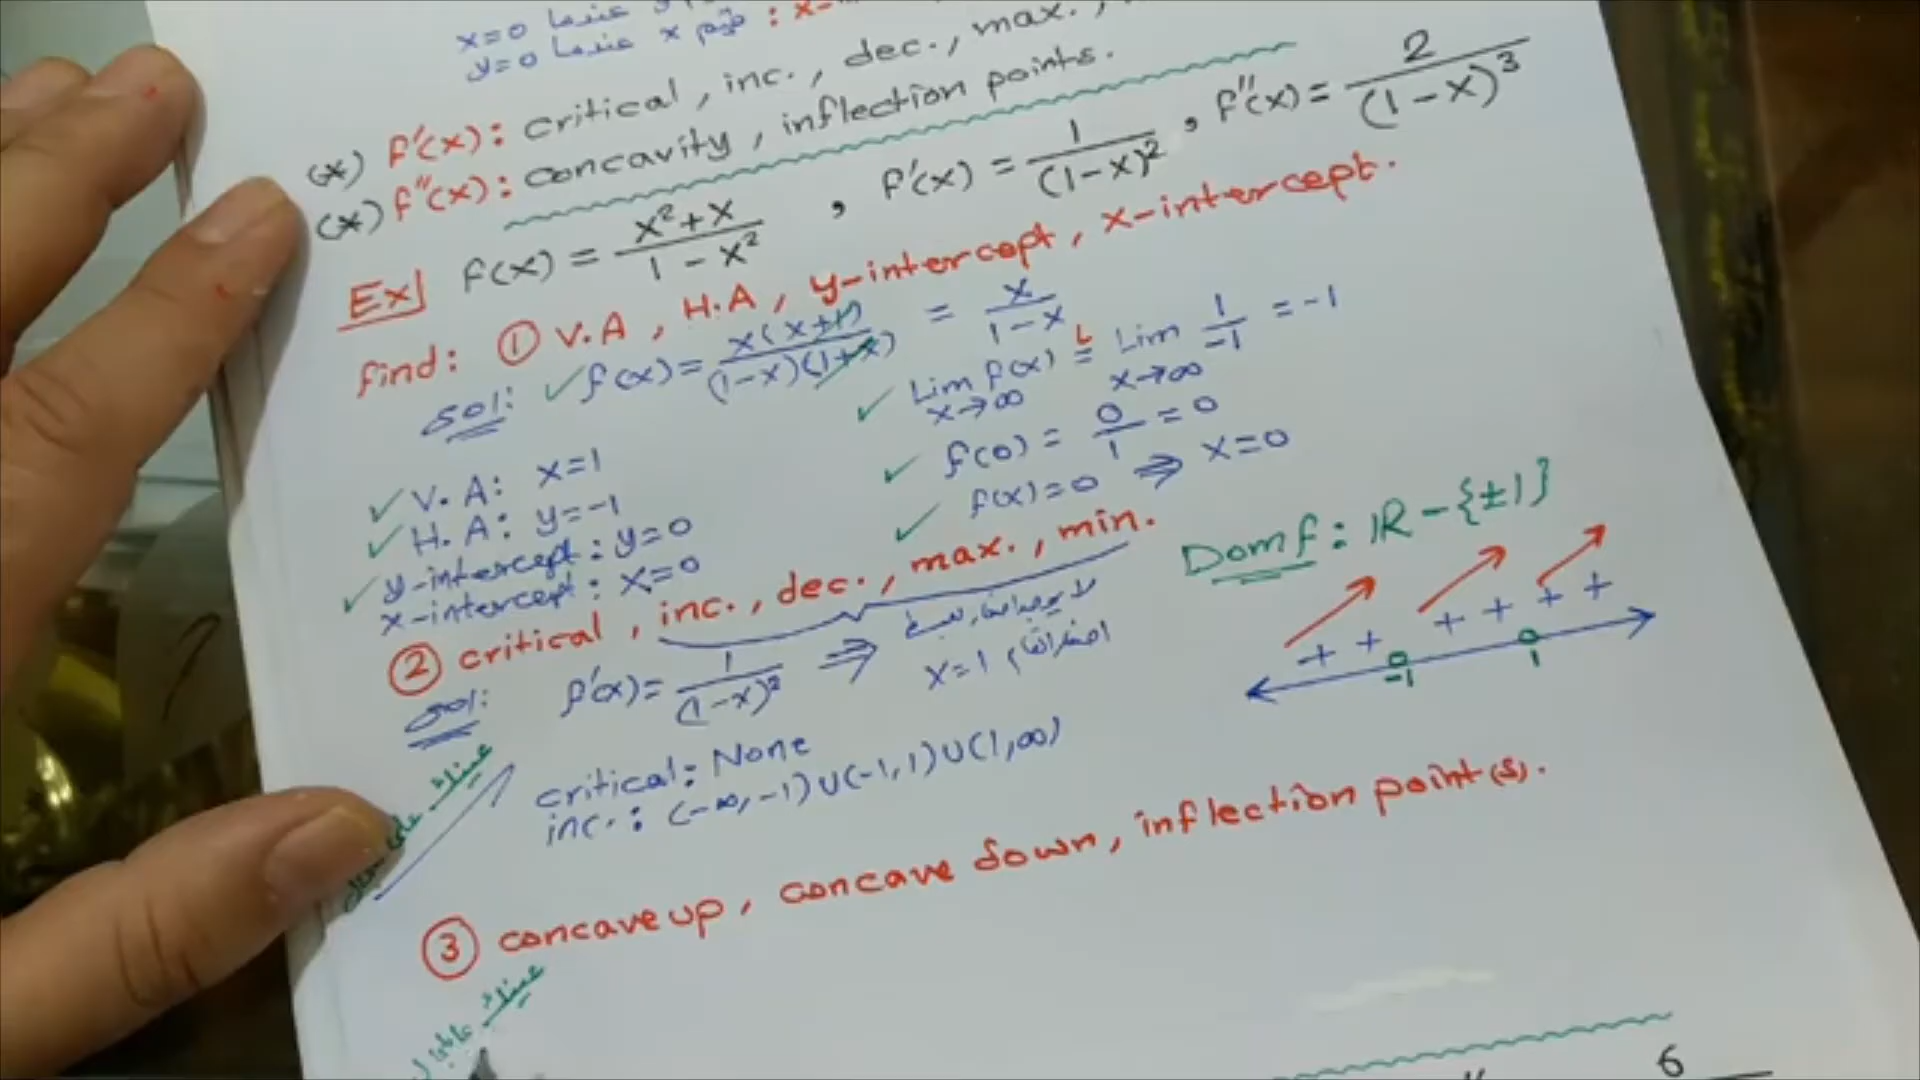 x=0 عندما
y=0 عندما x قيم : x-
(*) f'(x): critical, inc., dec., max.,
(*) f''(x): concavity, inflection points.
Ex] f(x) = (x²+x)/(1-x²) , f'(x) = 1/(1-x)² , f''(x) = 2/(1-x)³
find: ① V.A, H.A, y-intercept, x-intercept.
sol: ✓ f(x) = x(x+1)/((1-x)(1+x)) = x/(1-x)
✓ Lim x→∞ f(x) L= Lim x→∞ 1/-1 = -1
✓ f(0) = 0/1 = 0
✓ f(x)=0 ⇒ x=0
✓ V.A: x=1
✓ H.A: y=-1
✓ y-intercept: y=0
x-intercept: x=0
② critical, inc., dec., max., min.
Dom f: ℝ-{±1}
sol: f'(x) = 1/(1-x)² ⇒
x=1
+ + + + + +
-1 1
critical: None
inc.: (-∞,-1)∪(-1,1)∪(1,∞)
③ concave up, concave down, inflection point(s).
6